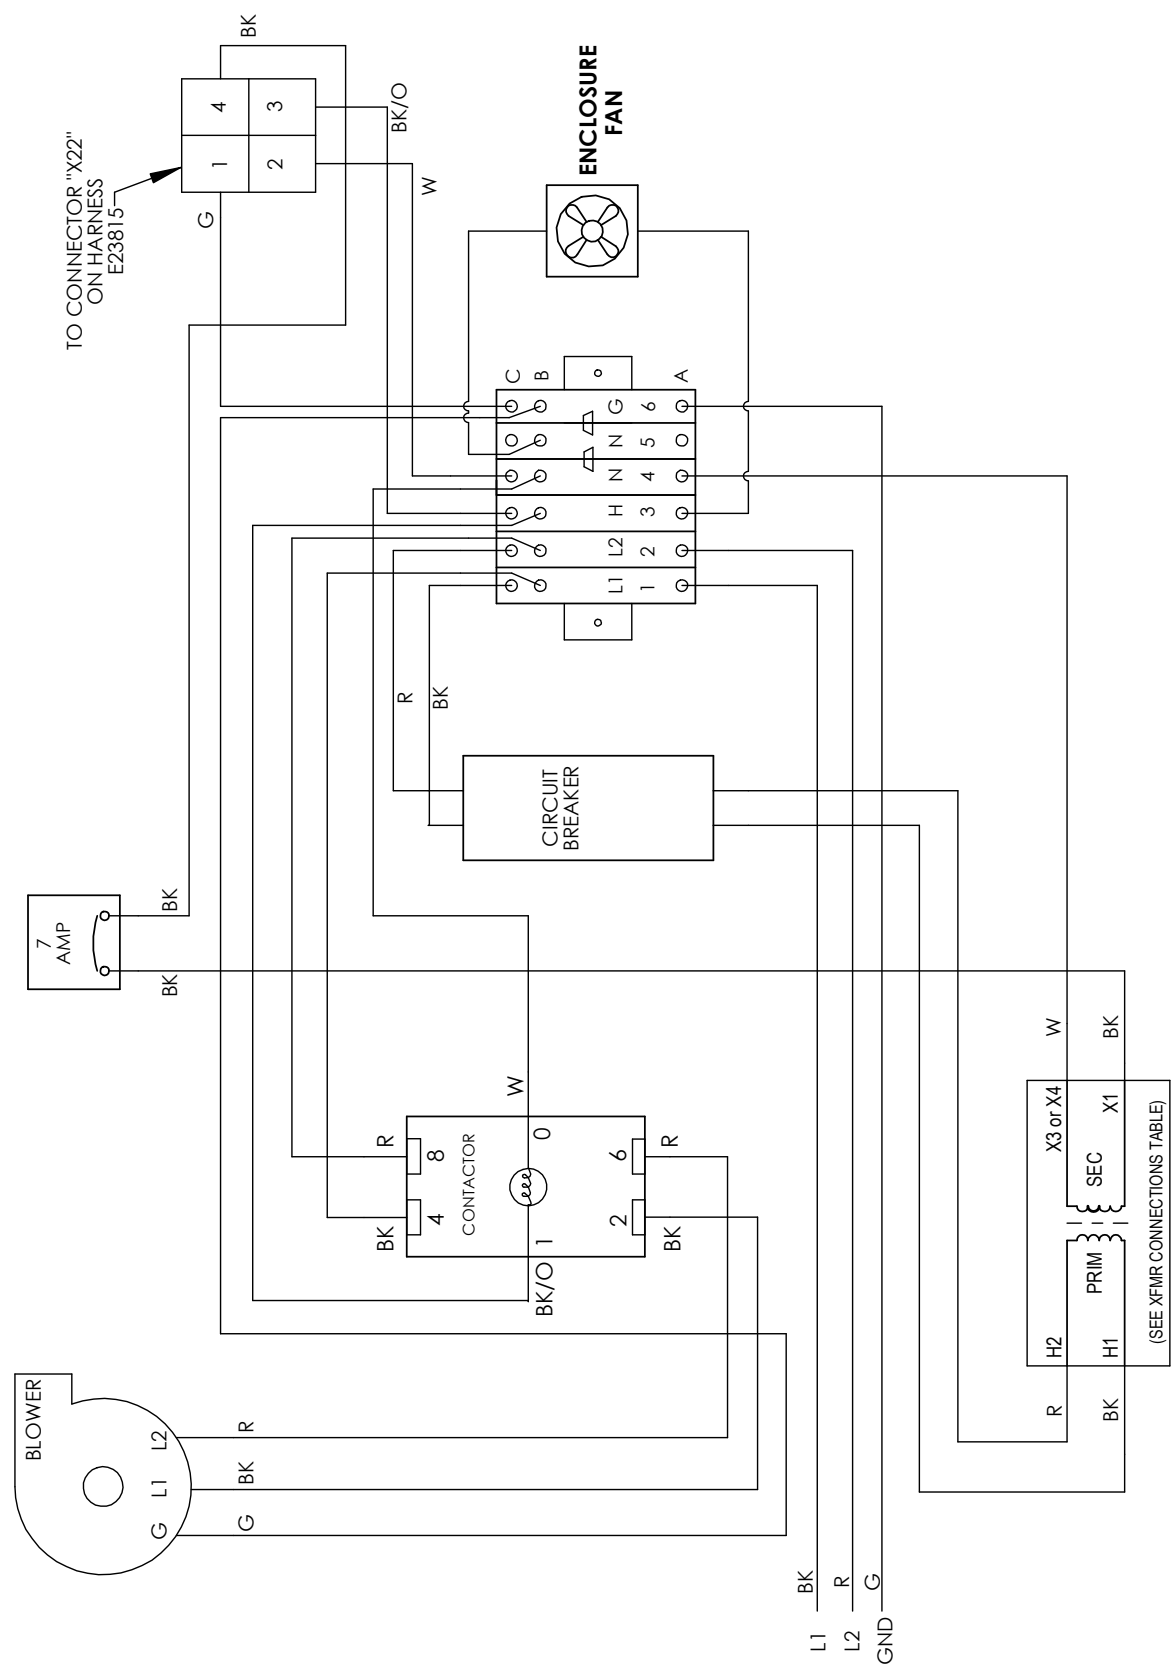 BLOWER
G
L1
L2
G
BK
R
7
AMP
BK
BK
TO CONNECTOR "X22"
ON HARNESS
E23815
1
4
2
3
G
BK
BK/O
W
BK
R
4
8
CONTACTOR
BK/O
1
0
W
2
6
BK
R
CIRCUIT
BREAKER
R
BK
C
B
A
L1
L2
H
N
N
G
1
2
3
4
5
6
ENCLOSURE
FAN
L1
BK
L2
R
GND
G
R
H2
X3 or X4
W
PRIM
SEC
BK
H1
X1
BK
(SEE XFMR CONNECTIONS TABLE)